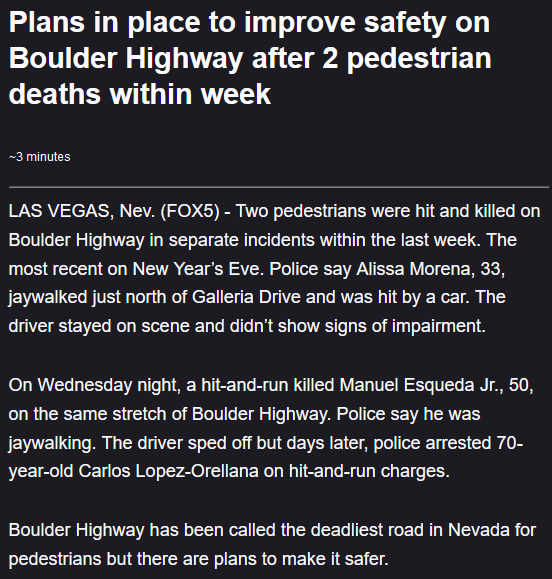 Plans in place to improve safety on
Boulder Highway after 2 pedestrian
deaths within week
~3 minutes
LAS VEGAS, Nev. (FOX5) - Two pedestrians were hit and killed on
Boulder Highway in separate incidents within the last week. The
most recent on New Year’s Eve. Police say Alissa Morena, 33,
jaywalked just north of Galleria Drive and was hit by a car. The
driver stayed on scene and didn’t show signs of impairment.
On Wednesday night, a hit-and-run killed Manuel Esqueda Jr., 50,
on the same stretch of Boulder Highway. Police say he was
jaywalking. The driver sped off but days later, police arrested 70-
year-old Carlos Lopez-Orellana on hit-and-run charges.
Boulder Highway has been called the deadliest road in Nevada for
pedestrians but there are plans to make it safer.